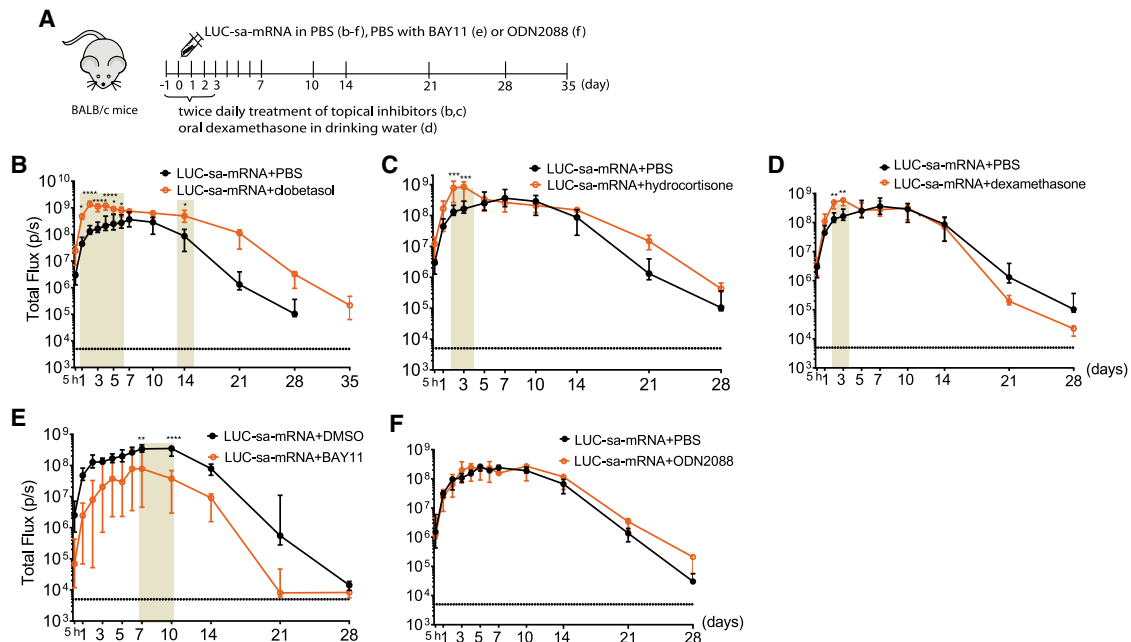 A
LUC-sa-mRNA in PBS (b-f), PBS with BAY11 (e) or ODN2088 (f)
-1 0 1 2 3 7 10 14 21 28 35 (day)
BALB/c mice
twice daily treatment of topical inhibitors (b,c)
oral dexamethasone in drinking water (d)
B
LUC-sa-mRNA+PBS
LUC-sa-mRNA+clobetasol
Total Flux (p/s)
10^10
10^9
10^8
10^7
10^6
10^5
10^4
10^3
* **** **** **** * * *
5 h 1 3 5 7 10 14 21 28 35
C
LUC-sa-mRNA+PBS
LUC-sa-mRNA+hydrocortisone
10^9
10^8
10^7
10^6
10^5
10^4
10^3
*** ***
5 h 1 3 5 7 10 14 21 28
D
LUC-sa-mRNA+PBS
LUC-sa-mRNA+dexamethasone
10^9
10^8
10^7
10^6
10^5
10^4
10^3
** **
5 h 1 3 5 7 10 14 21 28 (days)
E
LUC-sa-mRNA+DMSO
LUC-sa-mRNA+BAY11
Total Flux (p/s)
10^9
10^8
10^7
10^6
10^5
10^4
10^3
** ****
5 h 1 3 5 7 10 14 21 28
F
LUC-sa-mRNA+PBS
LUC-sa-mRNA+ODN2088
10^9
10^8
10^7
10^6
10^5
10^4
10^3
5 h 1 3 5 7 10 14 21 28 (days)